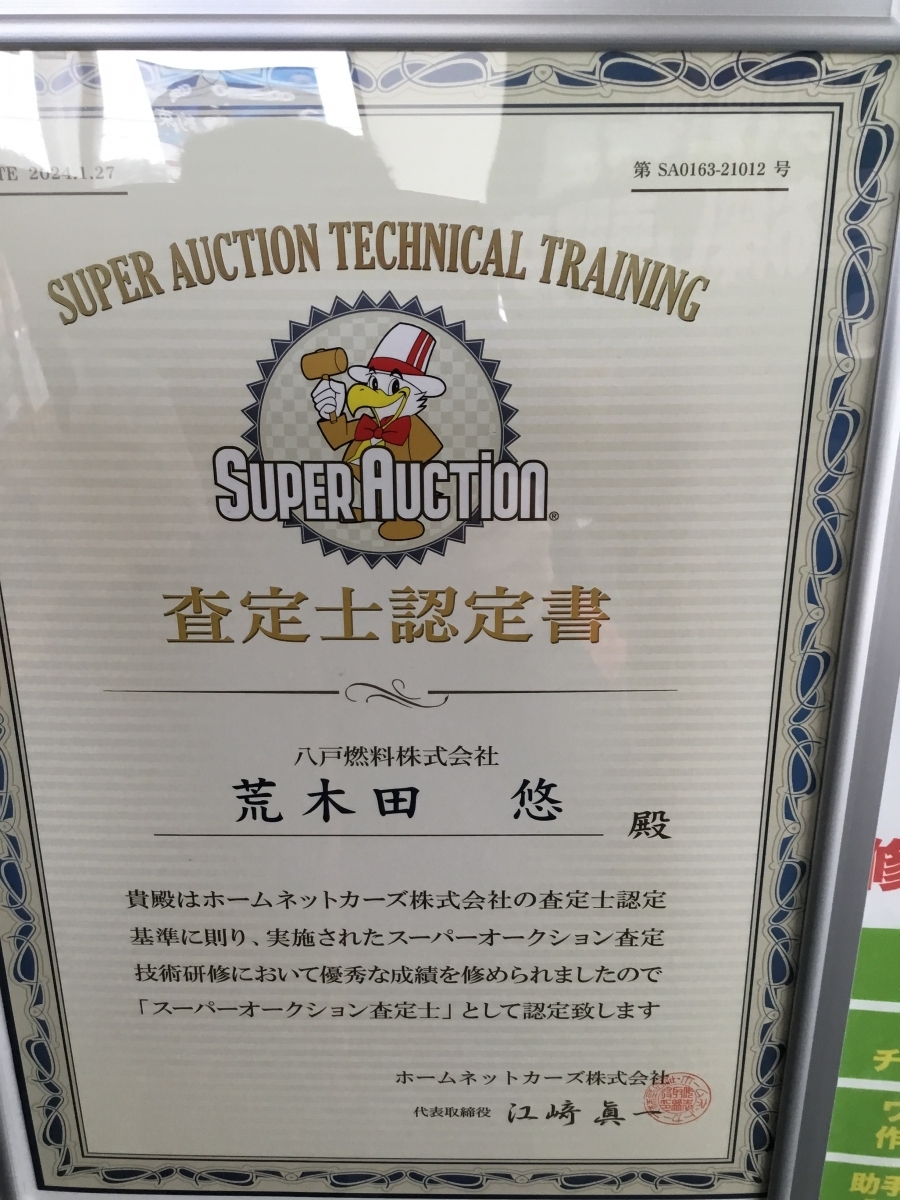 TE 2024.1.27
第 SA0163-21012 号
SUPER AUCTION TECHNICAL TRAINING
SUPER AUCTION®
査定士認定書
八戸燃料株式会社
荒木田 悠 殿
貴殿はホームネットカーズ株式会社の査定士認定
基準に則り、実施されたスーパーオークション査定
技術研修において優秀な成績を修められましたので
「スーパーオークション査定士」として認定致します
ホームネットカーズ株式会社
代表取締役 江﨑 眞一
修
チ
ワ
作
助手